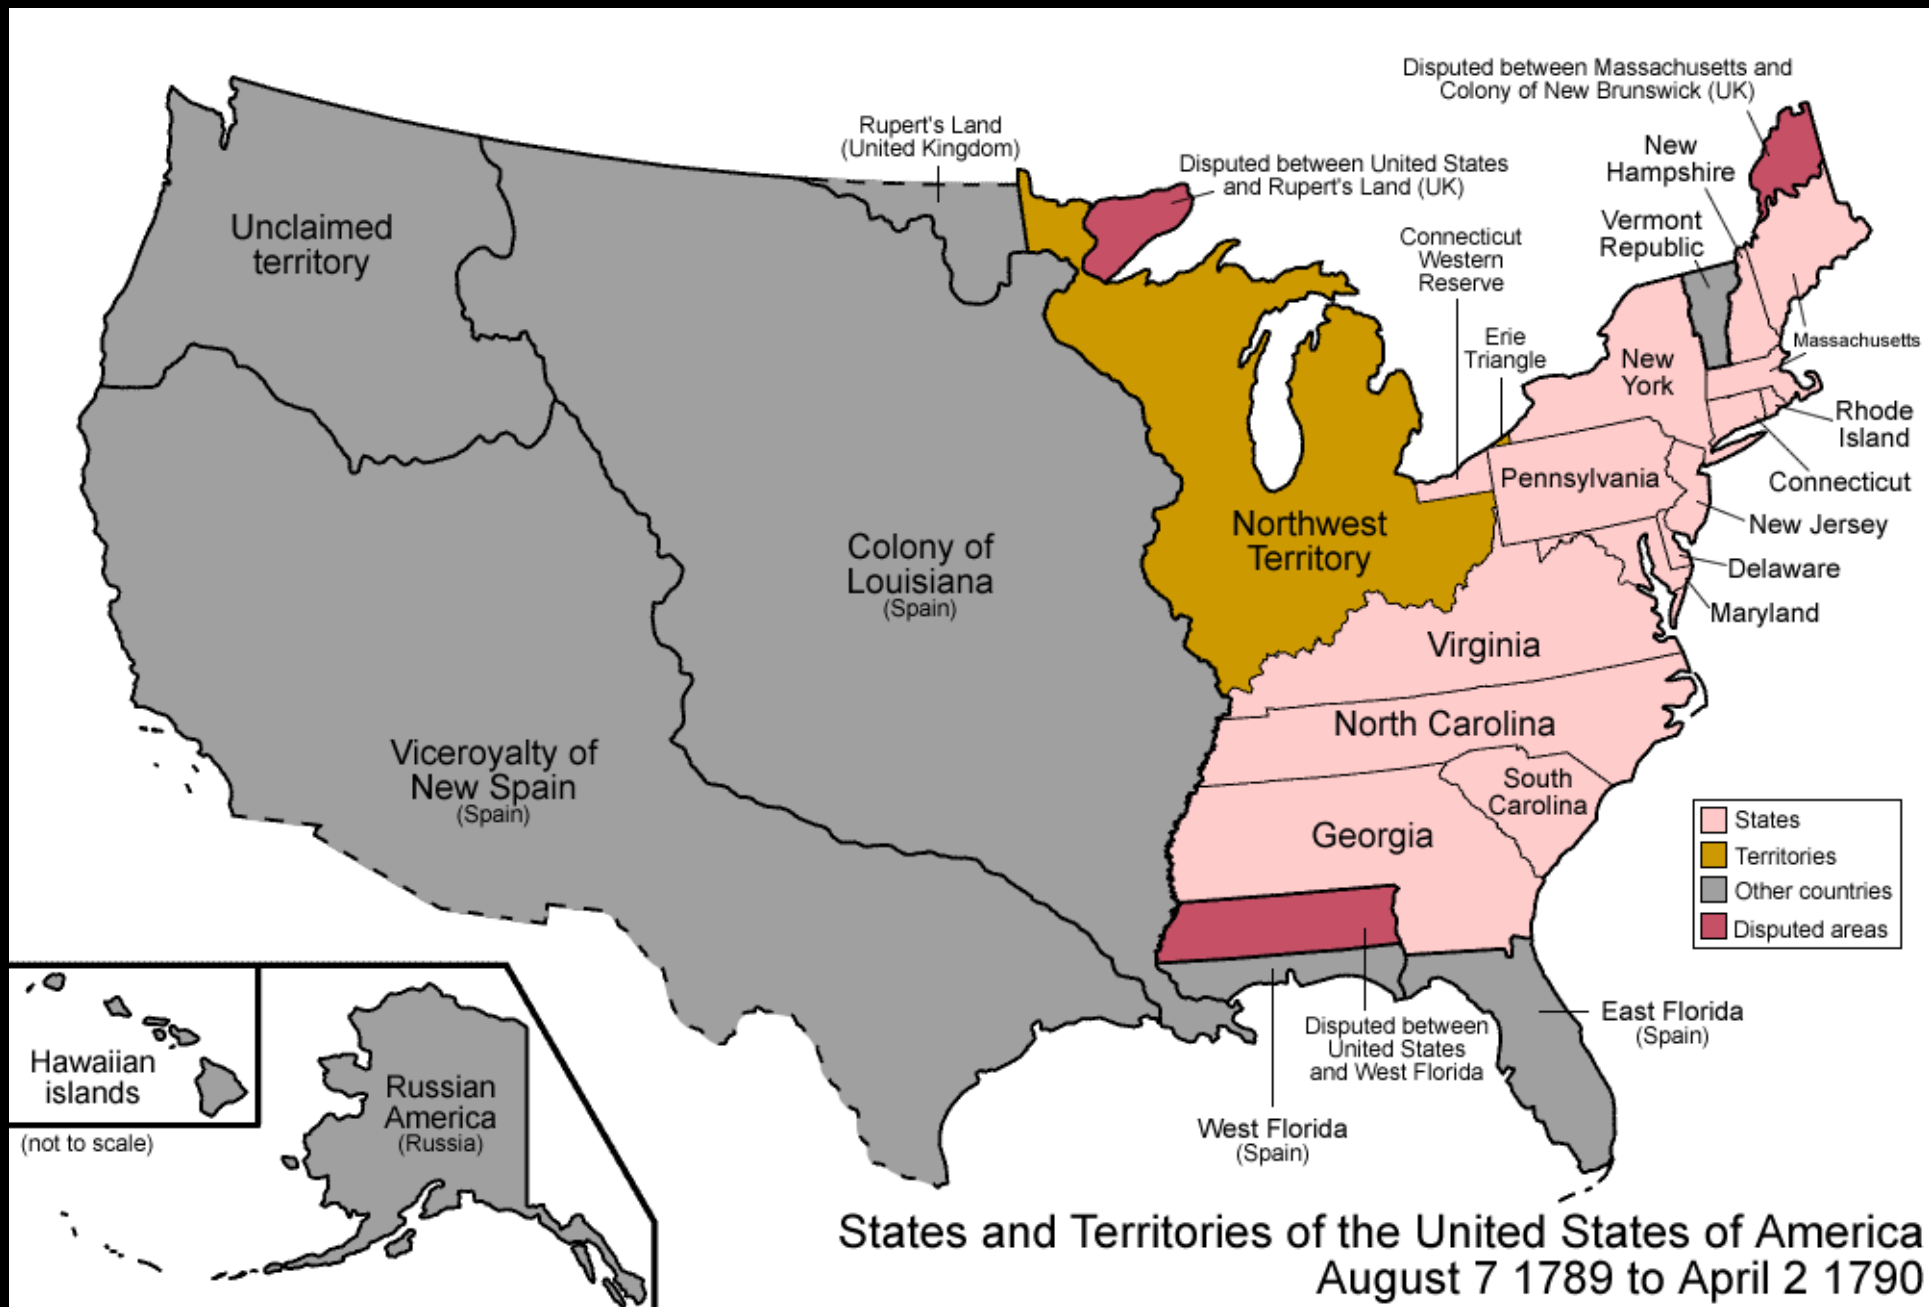 Disputed between Massachusetts and
Colony of New Brunswick (UK)
Rupert's Land
(United Kingdom)
New
Hampshire
Disputed between United States
and Rupert's Land (UK)
Unclaimed
territory
Vermont
Republic
Connecticut
Western
Reserve
Erie
Triangle
Massachusetts
New
York
Rhode
Island
Pennsylvania
Connecticut
Northwest
Territory
New Jersey
Colony of
Louisiana
(Spain)
Delaware
Maryland
Virginia
North Carolina
Viceroyalty of
New Spain
(Spain)
South
Carolina
Georgia
States
Territories
Other countries
Disputed areas
East Florida
(Spain)
Disputed between
United States
and West Florida
West Florida
(Spain)
Hawaiian
islands
(not to scale)
Russian
America
(Russia)
States and Territories of the United States of America
August 7 1789 to April 2 1790